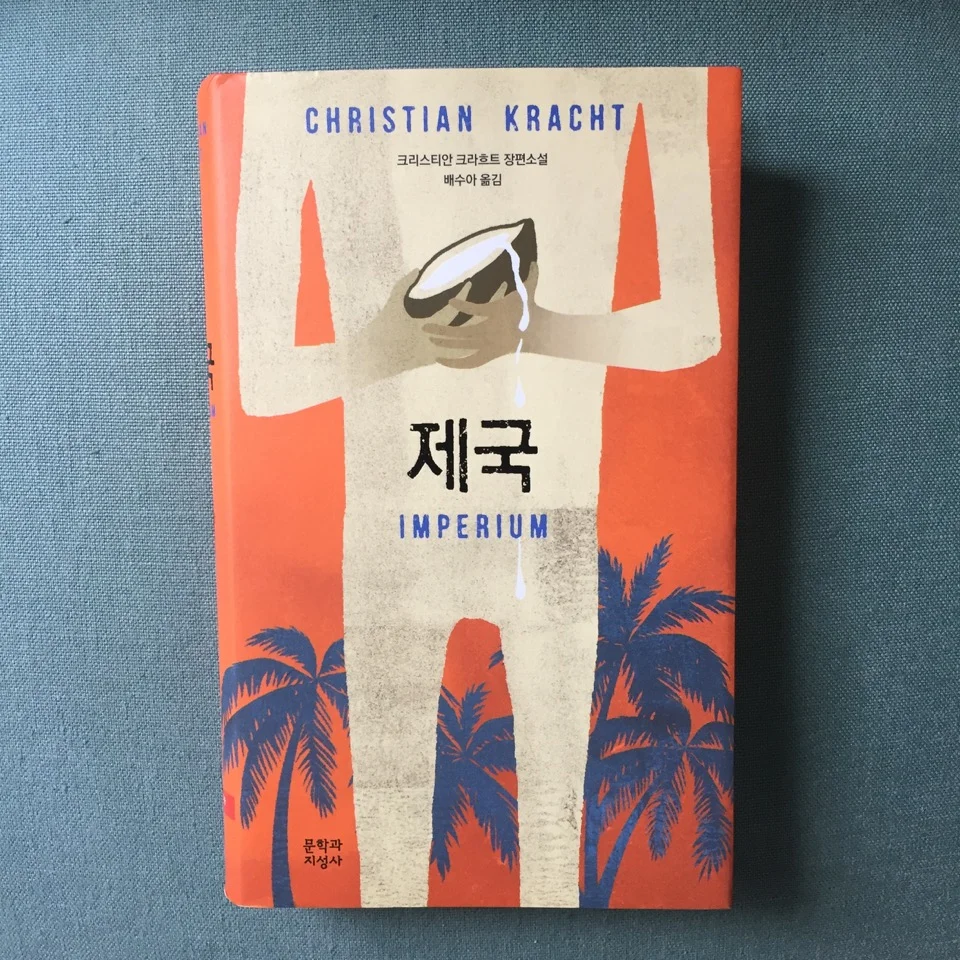 CHRISTIAN KRACHT
크리스티안 크라흐트 장편소설
배수아 옮김
제국
IMPERIUM
문학과
지성사